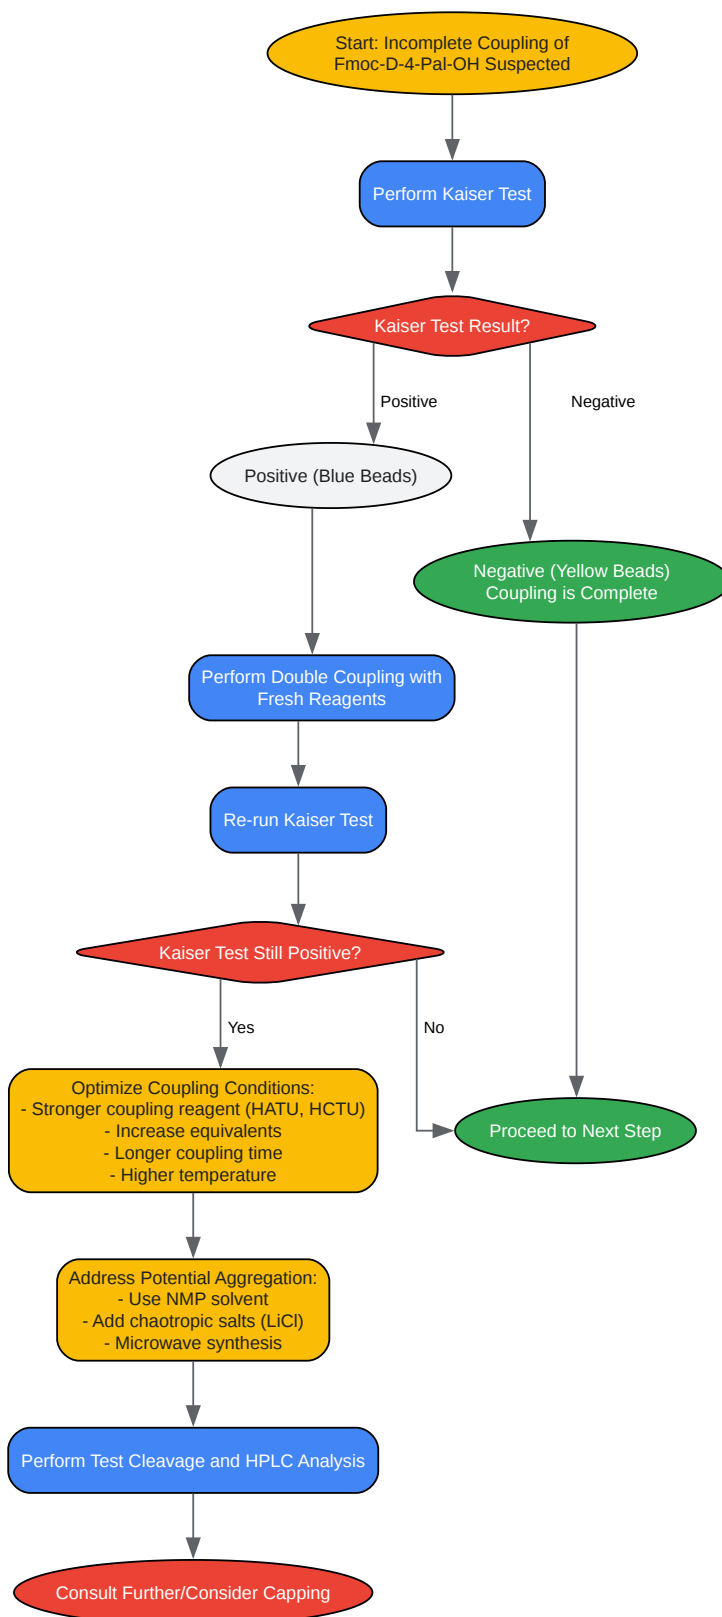 Start: Incomplete Coupling of
Fmoc-D-4-Pal-OH Suspected
Perform Kaiser Test
Kaiser Test Result?
Positive
Negative
Positive (Blue Beads)
Negative (Yellow Beads)
Coupling is Complete
Perform Double Coupling with
Fresh Reagents
Re-run Kaiser Test
Kaiser Test Still Positive?
Yes
No
Optimize Coupling Conditions:
- Stronger coupling reagent (HATU, HCTU)
- Increase equivalents
- Longer coupling time
- Higher temperature
Proceed to Next Step
Address Potential Aggregation:
- Use NMP solvent
- Add chaotropic salts (LiCl)
- Microwave synthesis
Perform Test Cleavage and HPLC Analysis
Consult Further/Consider Capping